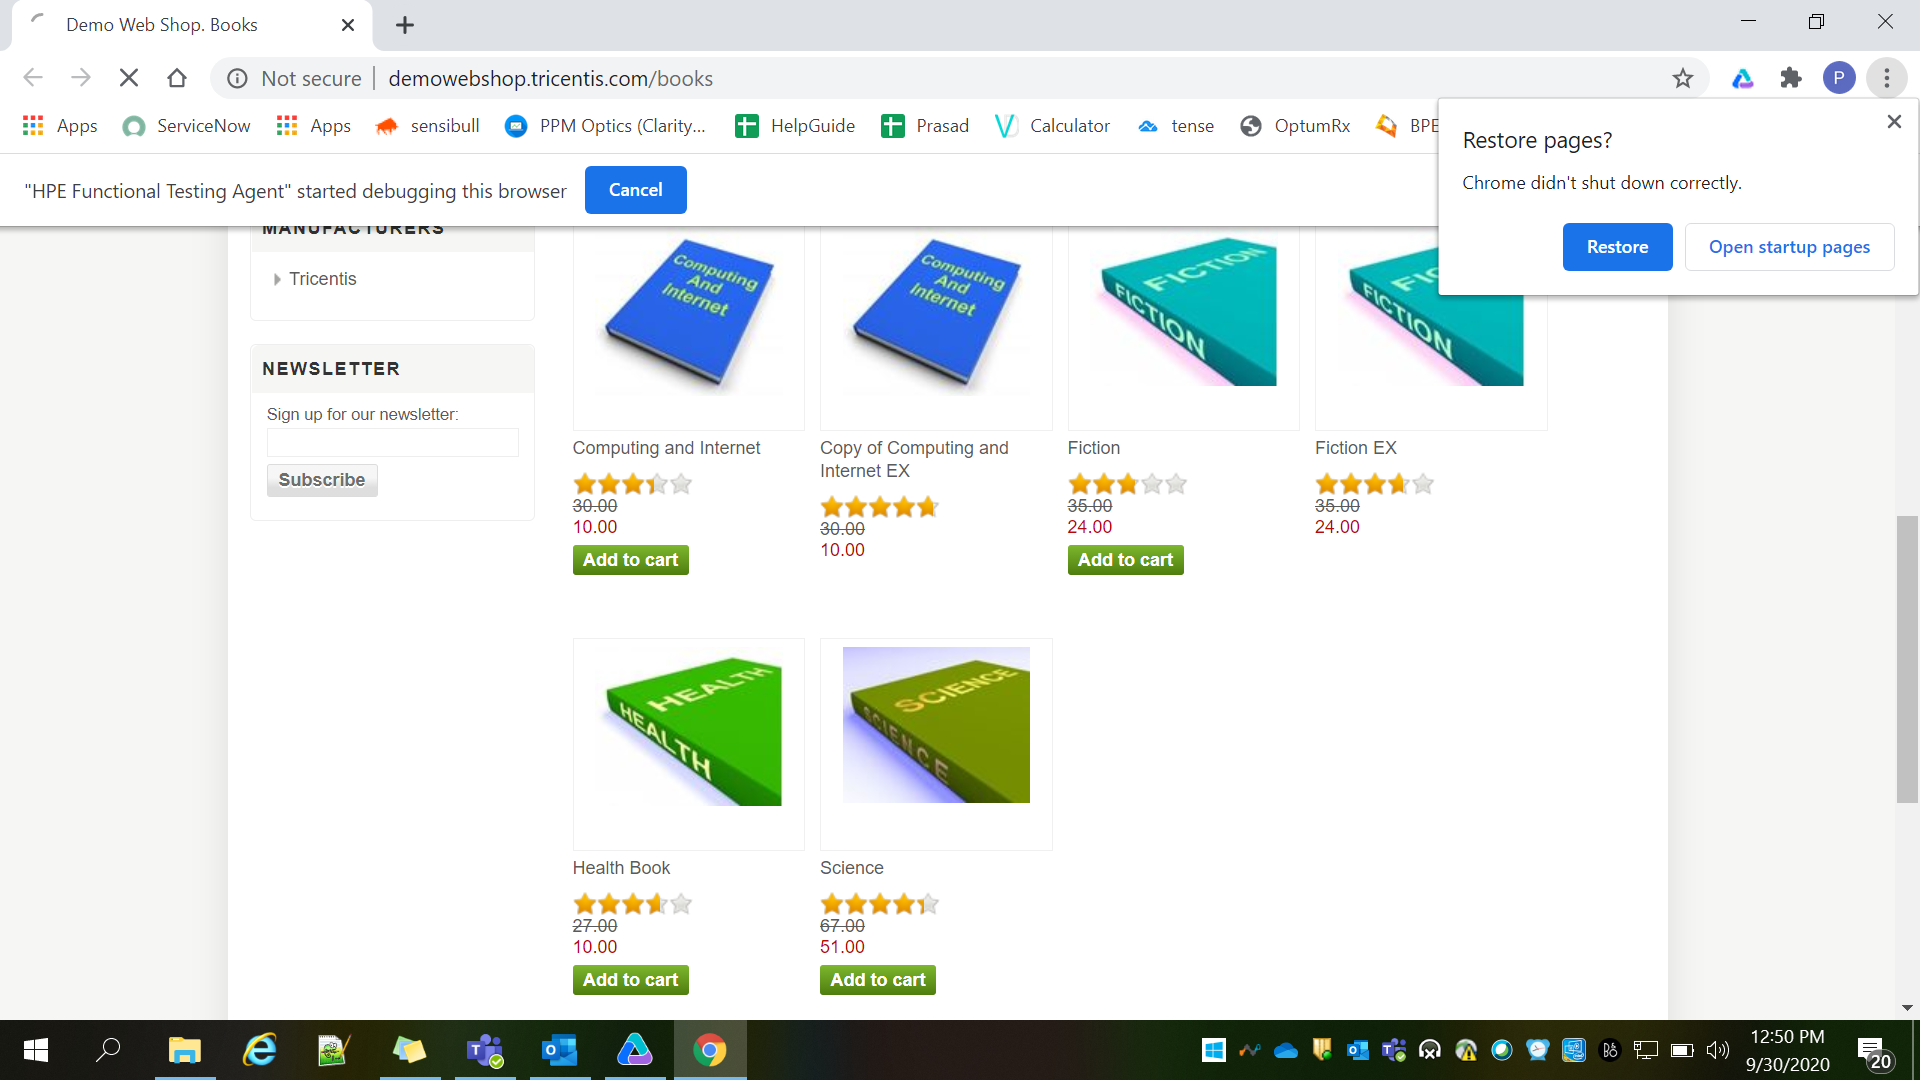 Demo Web Shop. Books
Not secure
demowebshop.tricentis.com/books
P
Apps
ServiceNow
Apps
sensibull
PPM Optics (Clarity...
HelpGuide
Prasad
Calculator
tense
OptumRx
BPE
Restore pages?
Chrome didn't shut down correctly.
Restore
Open startup pages
"HPE Functional Testing Agent" started debugging this browser
Cancel
MANUFACTURERS
Tricentis
NEWSLETTER
Sign up for our newsletter:
Subscribe
Computing And Internet
Computing And Internet
FICTION
FICTION
FICTION
Computing and Internet
30.00
10.00
Add to cart
Copy of Computing and
Internet EX
30.00
10.00
Fiction
35.00
24.00
Add to cart
Fiction EX
35.00
24.00
HEALTH
HEALTH
SCIENCE
SCIENCE
Health Book
27.00
10.00
Add to cart
Science
67.00
51.00
Add to cart
12:50 PM
9/30/2020
20